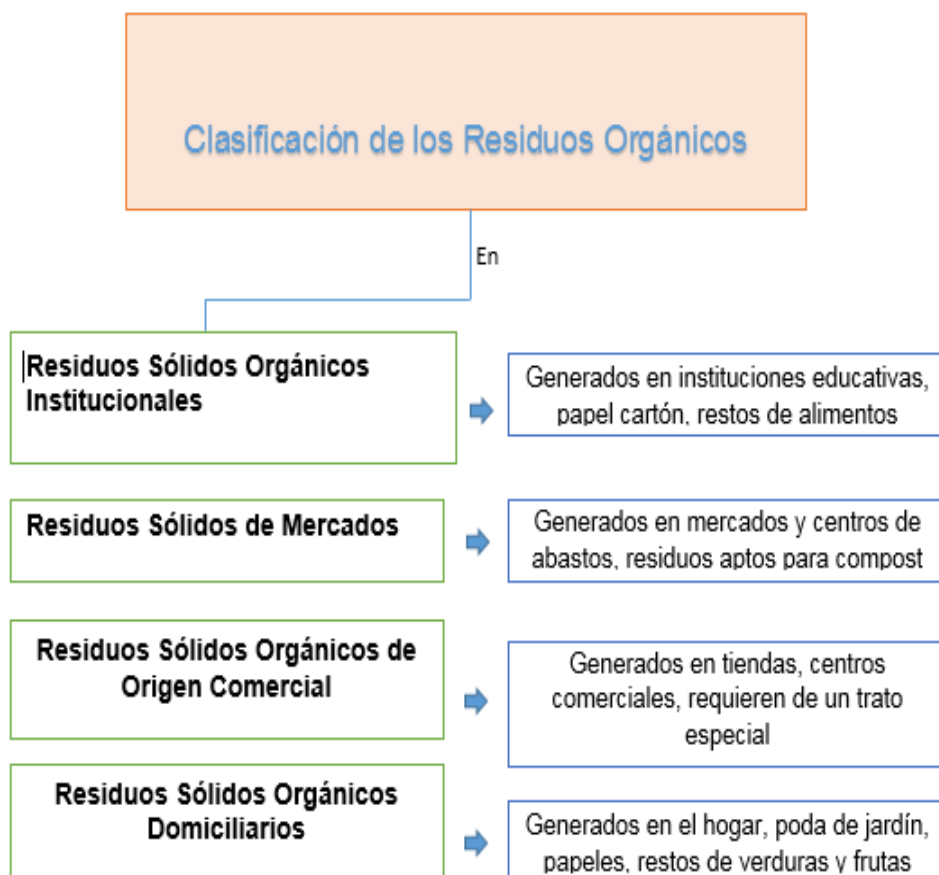 Clasificación de los Residuos Orgánicos
En
Residuos Sólidos Orgánicos
Institucionales
Generados en instituciones educativas,
papel cartón, restos de alimentos
Residuos Sólidos de Mercados
Generados en mercados y centros de
abastos, residuos aptos para compost
Residuos Sólidos Orgánicos de
Origen Comercial
Generados en tiendas, centros
comerciales, requieren de un trato
especial
Residuos Sólidos Orgánicos
Domiciliarios
Generados en el hogar, poda de jardín,
papeles, restos de verduras y frutas